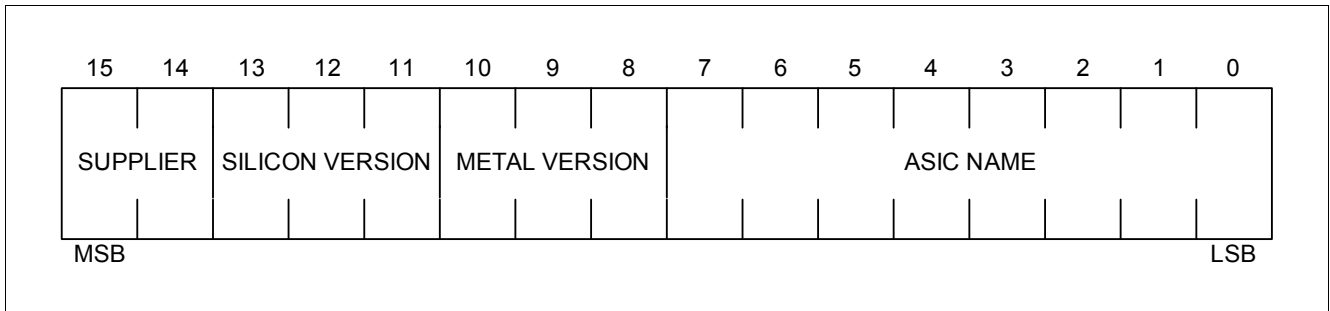 15 14 13 12 11 10 9 8 7 6 5 4 3 2 1 0
SUPPLIER SILICON VERSION METAL VERSION ASIC NAME
MSB LSB